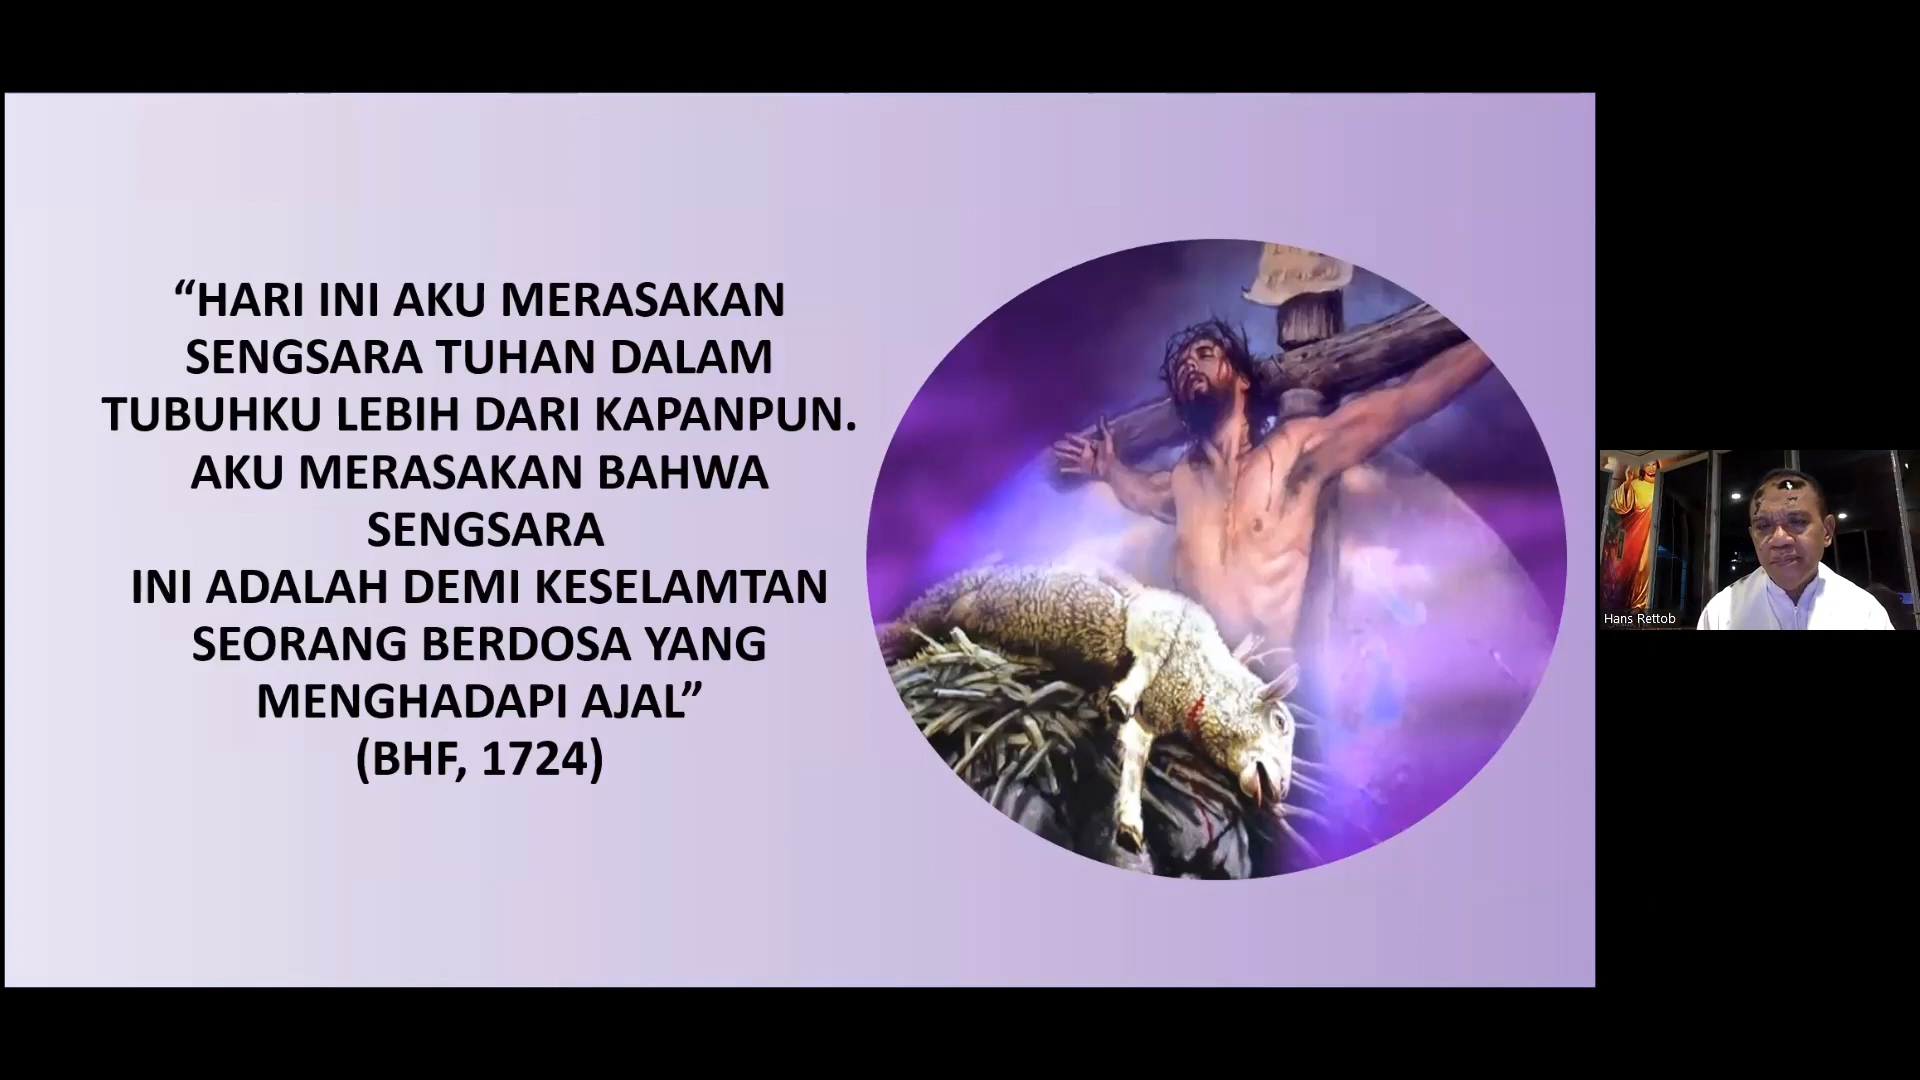 “HARI INI AKU MERASAKAN
SENGSARA TUHAN DALAM
TUBUHKU LEBIH DARI KAPANPUN.
AKU MERASAKAN BAHWA
SENGSARA
INI ADALAH DEMI KESELAMTAN
SEORANG BERDOSA YANG
MENGHADAPI AJAL”
(BHF, 1724)
Hans Rettob